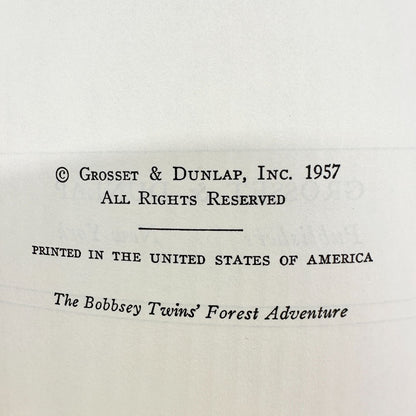 © Grosset & Dunlap, Inc. 1957
All Rights Reserved
PRINTED IN THE UNITED STATES OF AMERICA
The Bobbsey Twins' Forest Adventure